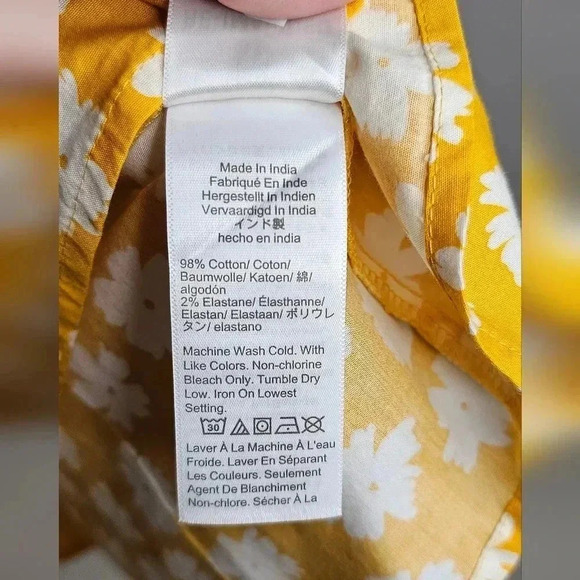 Made In India
Fabriqué En Inde
Hergestellt In Indien
Vervaardigd In India
インド製
hecho en india
98% Cotton/ Coton/
Baumwolle/ Katoen/ 綿/
algodón
2% Elastane/ Élasthanne/
Elastan/ Elastaan/ ポリウレ
タン/ elastano
Machine Wash Cold. With
Like Colors. Non-chlorine
Bleach Only. Tumble Dry
Low. Iron On Lowest
Setting.
30
Laver À La Machine À L'eau
Froide. Laver En Séparant
Les Couleurs. Seulement
Agent De Blanchiment
Non-chlore. Sécher À La